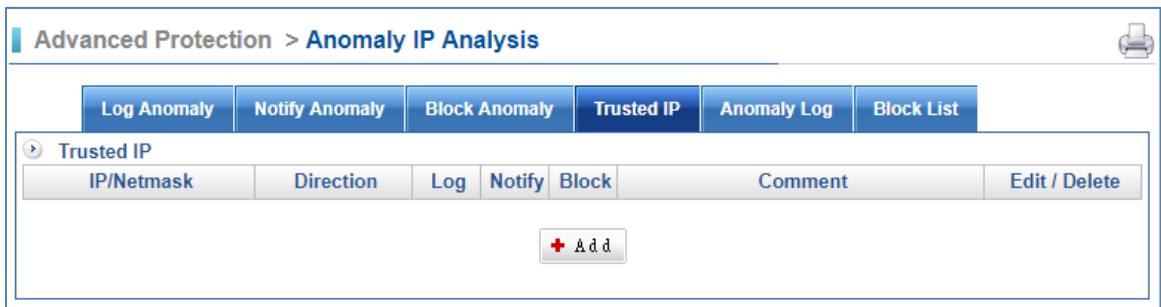 Advanced Protection > Anomaly IP Analysis
Log Anomaly Notify Anomaly Block Anomaly Trusted IP Anomaly Log Block List
Trusted IP
IP/Netmask Direction Log Notify Block Comment Edit / Delete
Add